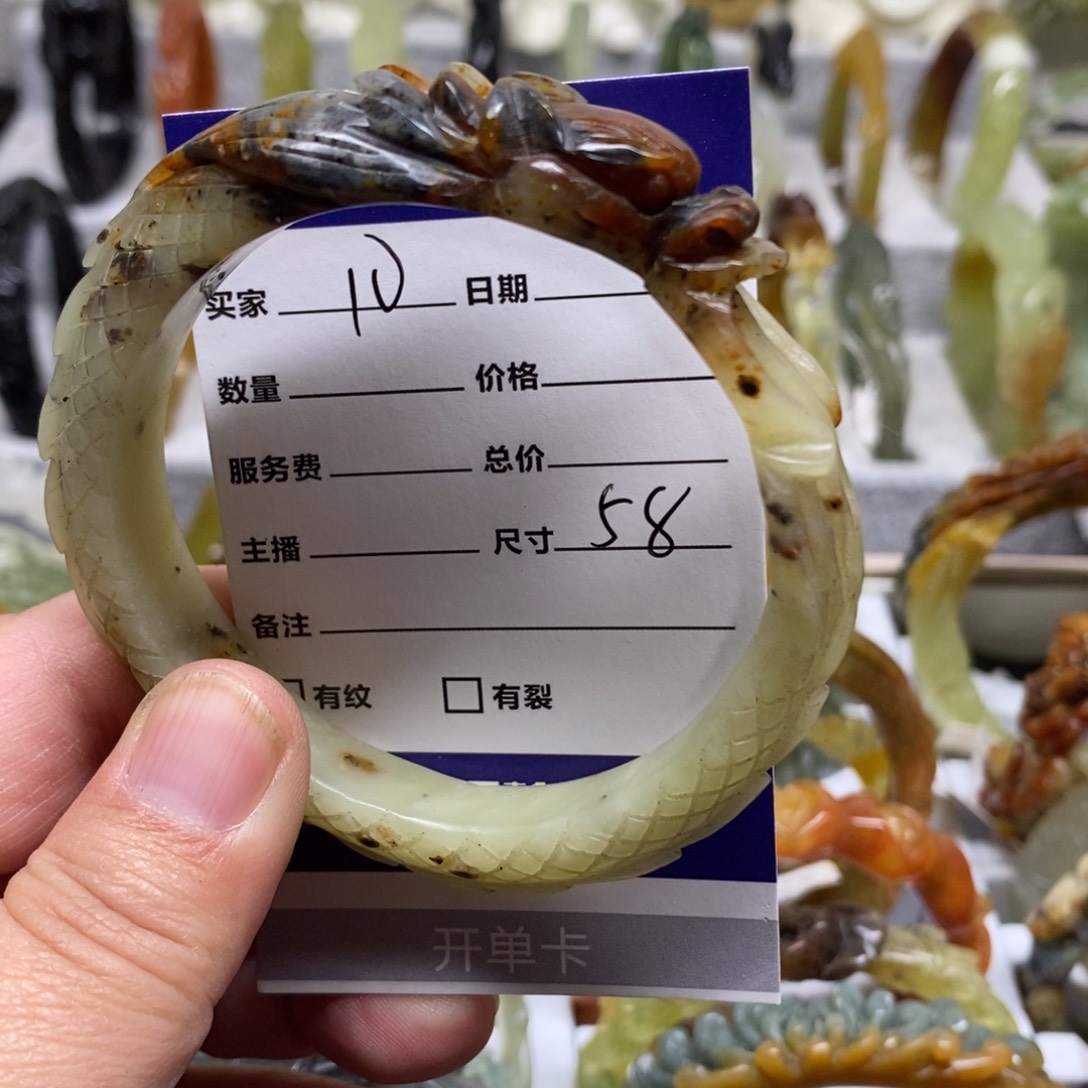 买家 10 日期
数量 价格
服务费 总价
主播 尺寸 58
备注
有纹 有裂
开单卡